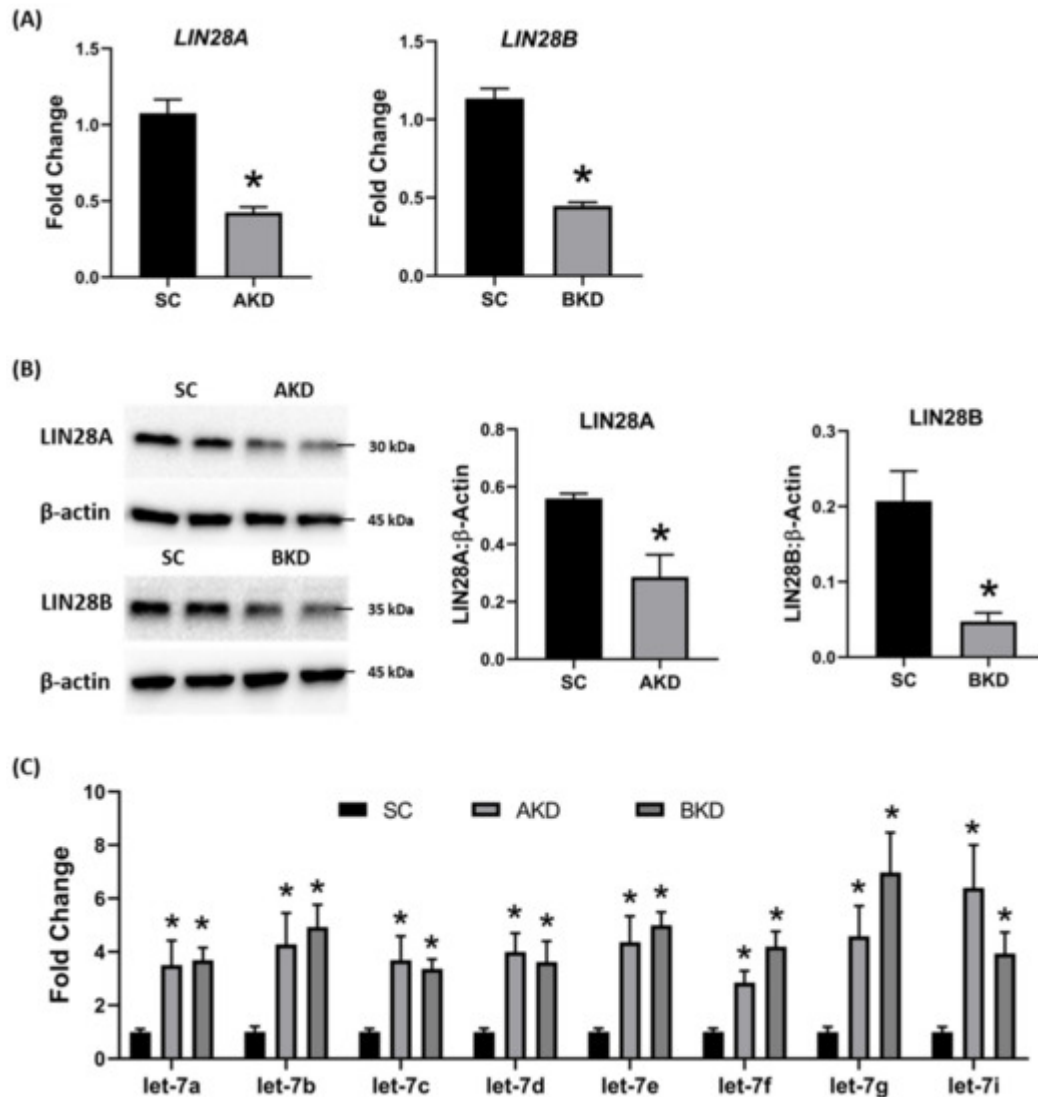 (A)
LIN28A
LIN28B
Fold Change
1.5
1.0
0.5
0.0
SC AKD
Fold Change
1.5
1.0
0.5
0.0
SC BKD
*
*
(B)
SC AKD
LIN28A
30 kDa
β-actin
45 kDa
SC BKD
LIN28B
35 kDa
β-actin
45 kDa
LIN28A
LIN28A:β-Actin
0.8
0.6
0.4
0.2
0.0
*
SC AKD
LIN28B
LIN28B:β-Actin
0.3
0.2
0.1
0.0
*
SC BKD
(C)
Fold Change
10
8
6
4
2
0
SC AKD BKD
* * * * * * * * * * * * * * * *
let-7a let-7b let-7c let-7d let-7e let-7f let-7g let-7i